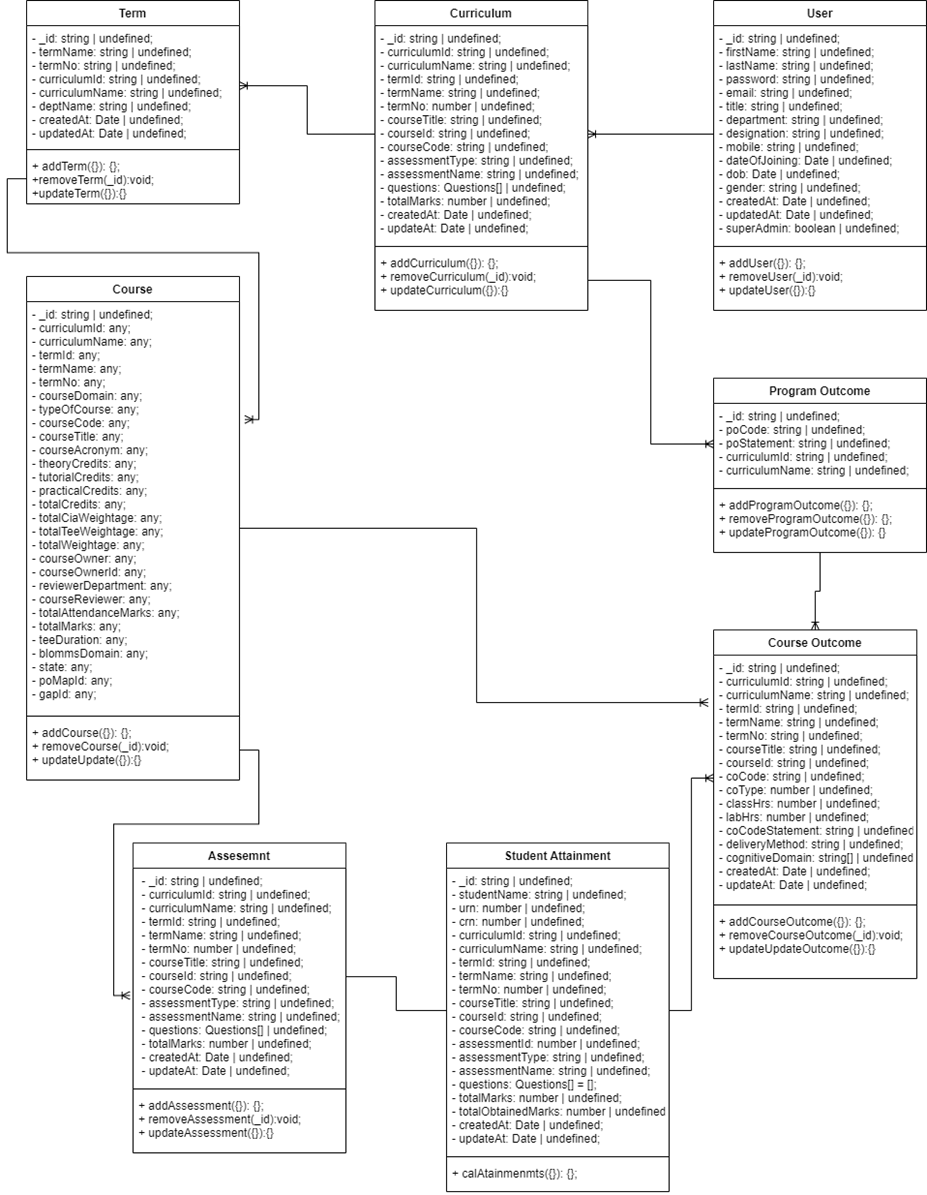 Term
- _id: string | undefined;
- termName: string | undefined;
- termNo: string | undefined;
- curriculumId: string | undefined;
- curriculumName: string | undefined;
- deptName: string | undefined;
- createdAt: Date | undefined;
- updatedAt: Date | undefined;
+ addTerm({}): {};
+removeTerm(_id):void;
+updateTerm({}):{}
Curriculum
- _id: string | undefined;
- curriculumId: string | undefined;
- curriculumName: string | undefined;
- termId: string | undefined;
- termName: string | undefined;
- termNo: number | undefined;
- courseTitle: string | undefined;
- courseId: string | undefined;
- courseCode: string | undefined;
- assessmentType: string | undefined;
- assessmentName: string | undefined;
- questions: Questions[] | undefined;
- totalMarks: number | undefined;
- createdAt: Date | undefined;
- updateAt: Date | undefined;
+ addCurriculum({}): {};
+ removeCurriculum(_id):void;
+ updateCurriculum({}):{}
User
- _id: string | undefined;
- firstName: string | undefined;
- lastName: string | undefined;
- password: string | undefined;
- email: string | undefined;
- title: string | undefined;
- department: string | undefined;
- designation: string | undefined;
- mobile: string | undefined;
- dateOfJoining: Date | undefined;
- dob: Date | undefined;
- gender: string | undefined;
- createdAt: Date | undefined;
- updatedAt: Date | undefined;
- superAdmin: boolean | undefined;
+ addUser({}): {};
+ removeUser(_id):void;
+ updateUser({}):{}
Course
- _id: string | undefined;
- curriculumId: any;
- curriculumName: any;
- termId: any;
- termName: any;
- termNo: any;
- courseDomain: any;
- typeOfCourse: any;
- courseCode: any;
- courseTitle: any;
- courseAcronym: any;
- theoryCredits: any;
- tutorialCredits: any;
- practicalCredits: any;
- totalCredits: any;
- totalCiaWeightage: any;
- totalTeeWeightage: any;
- totalWeightage: any;
- courseOwner: any;
- courseOwnerId: any;
- reviewerDepartment: any;
- courseReviewer: any;
- totalAttendanceMarks: any;
- totalMarks: any;
- teeDuration: any;
- blommsDomain: any;
- state: any;
- poMapId: any;
- gapId: any;
+ addCourse({}): {};
+ removeCourse(_id):void;
+ updateUpdate({}):{}
Program Outcome
- _id: string | undefined;
- poCode: string | undefined;
- poStatement: string | undefined;
- curriculumId: string | undefined;
- curriculumName: string | undefined;
+ addProgramOutcome({}): {};
+ removeProgramOutcome({}): {};
+ updateProgramOutcome({}): {}
Course Outcome
- _id: string | undefined;
- curriculumId: string | undefined;
- curriculumName: string | undefined;
- termId: string | undefined;
- termName: string | undefined;
- termNo: string | undefined;
- courseTitle: string | undefined;
- courseId: string | undefined;
- coCode: string | undefined;
- coType: number | undefined;
- classHrs: number | undefined;
- labHrs: number | undefined;
- coCodeStatement: string | undefined
- deliveryMethod: string | undefined;
- cognitiveDomain: string[] | undefined
- createdAt: Date | undefined;
- updateAt: Date | undefined;
+ addCourseOutcome({}): {};
+ removeCourseOutcome(_id):void;
+ updateUpdateOutcome({}):{}
Assesemnt
- _id: string | undefined;
- curriculumId: string | undefined;
- curriculumName: string | undefined;
- termId: string | undefined;
- termName: string | undefined;
- termNo: number | undefined;
- courseTitle: string | undefined;
- courseId: string | undefined;
- courseCode: string | undefined;
- assessmentType: string | undefined;
- assessmentName: string | undefined;
- questions: Questions[] | undefined;
- totalMarks: number | undefined;
- createdAt: Date | undefined;
- updateAt: Date | undefined;
+ addAssessment({}): {};
+ removeAssessment(_id):void;
+ updateAssessment({}):{}
Student Attainment
- _id: string | undefined;
- studentName: string | undefined;
- urn: number | undefined;
- crn: number | undefined;
- curriculumId: string | undefined;
- curriculumName: string | undefined;
- termId: string | undefined;
- termName: string | undefined;
- termNo: number | undefined;
- courseTitle: string | undefined;
- courseId: string | undefined;
- courseCode: string | undefined;
- assessmentId: number | undefined;
- assessmentType: string | undefined;
- assessmentName: string | undefined;
- questions: Questions[] = [];
- totalMarks: number | undefined;
- totalObtainedMarks: number | undefined
- createdAt: Date | undefined;
- updateAt: Date | undefined;
+ calAtainmenmts({}): {};